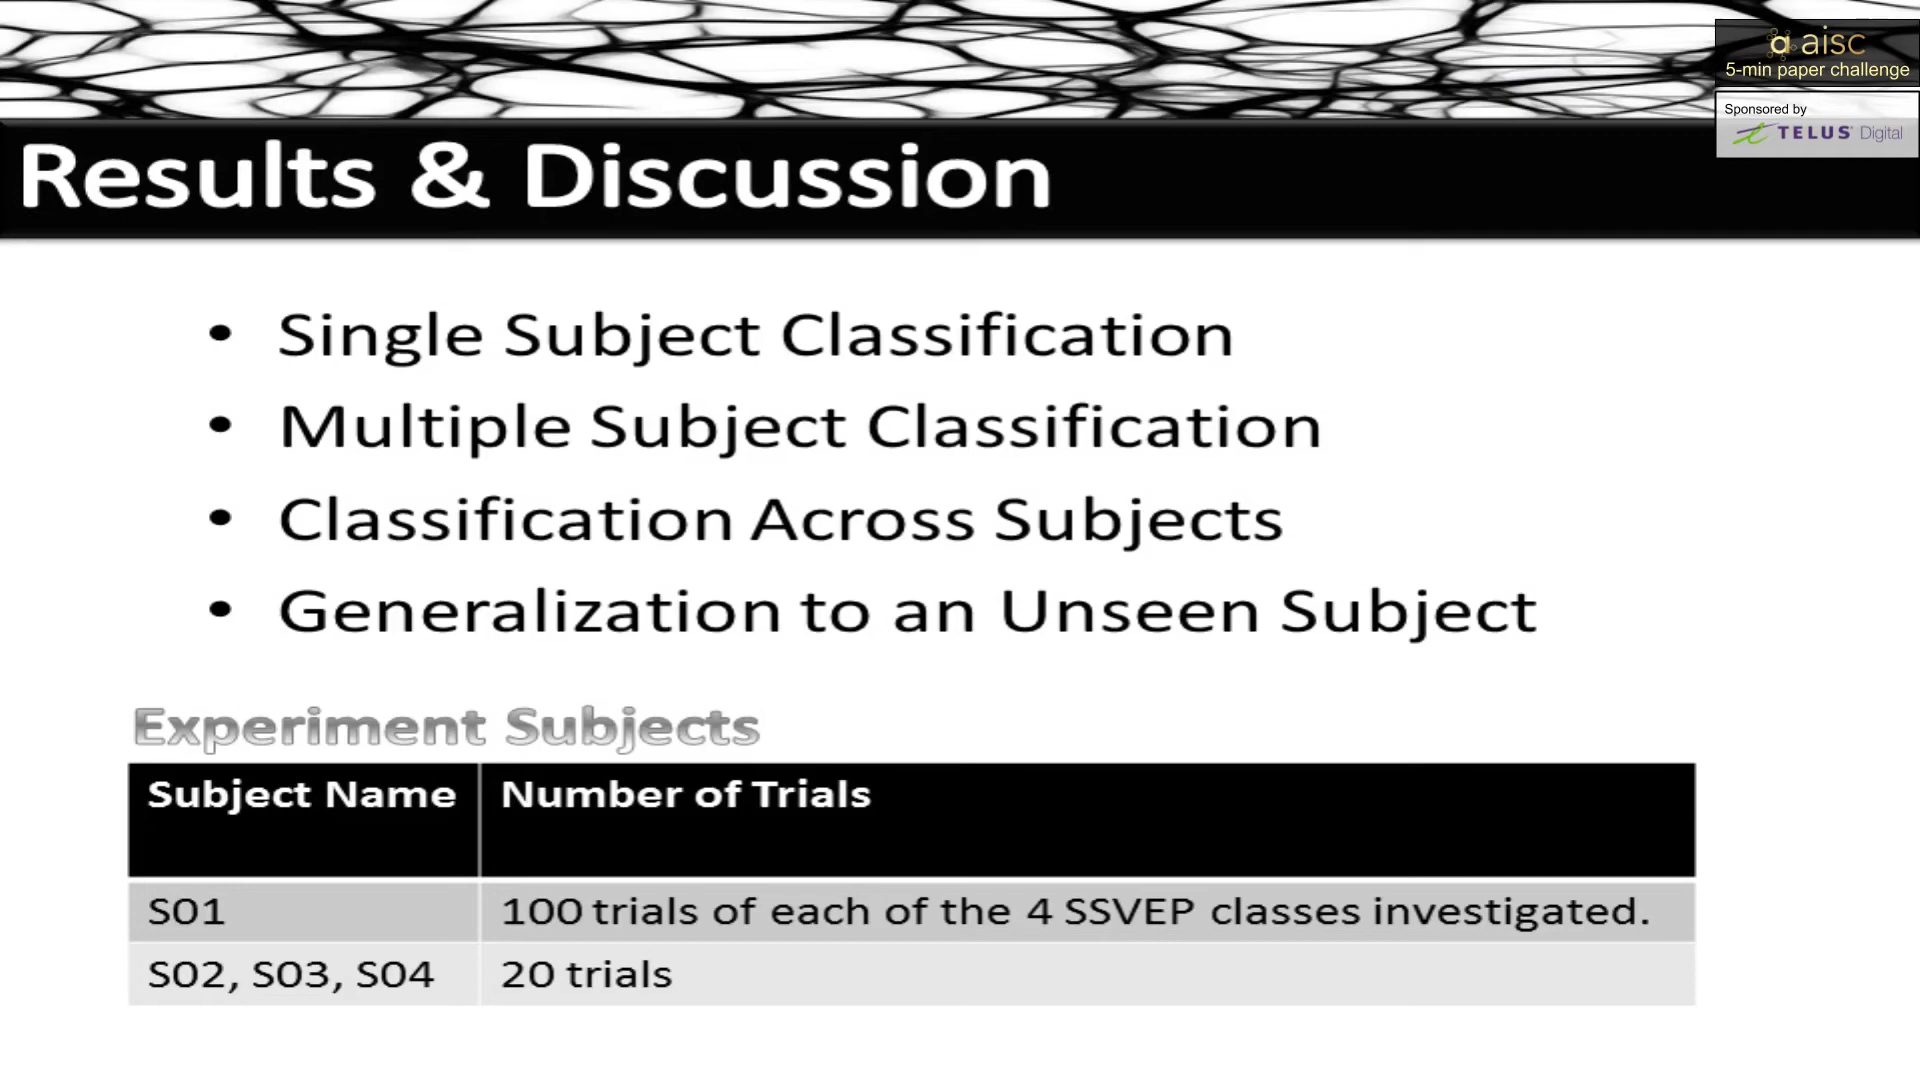 aisc
5-min paper challenge
Sponsored by
TELUS Digital
Results & Discussion
• Single Subject Classification
• Multiple Subject Classification
• Classification Across Subjects
• Generalization to an Unseen Subject
Experiment Subjects
Subject Name Number of Trials
S01 100 trials of each of the 4 SSVEP classes investigated.
S02, S03, S04 20 trials